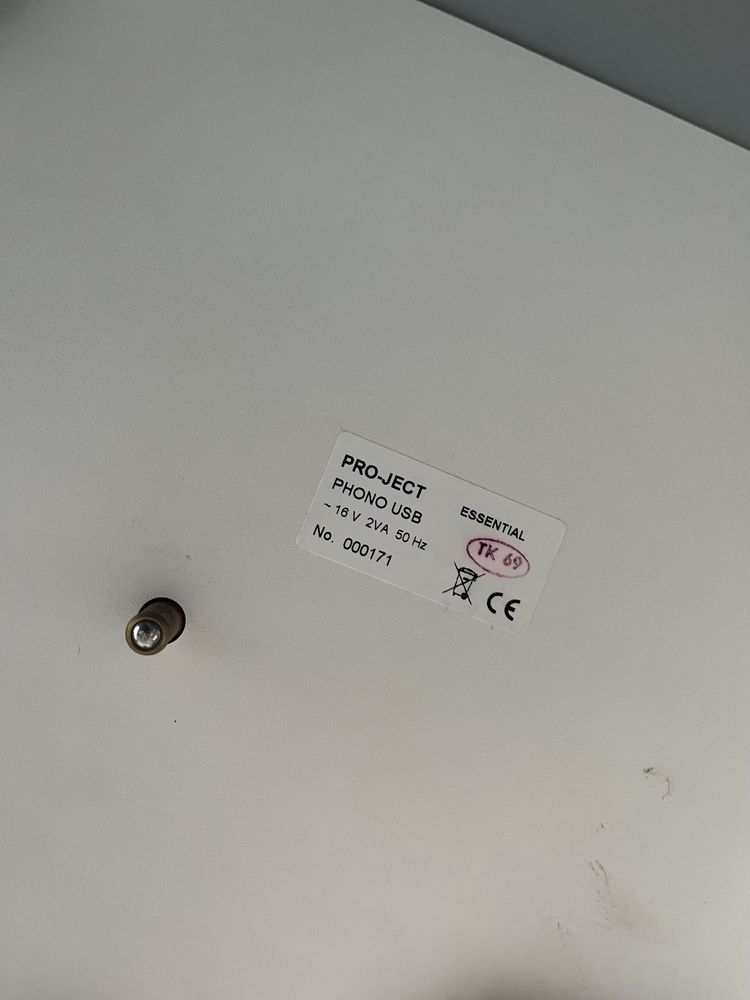 PRO-JECT
PHONO USB
ESSENTIAL
~ 16 V 2VA 50 Hz
No. 000171
TK 69
CE